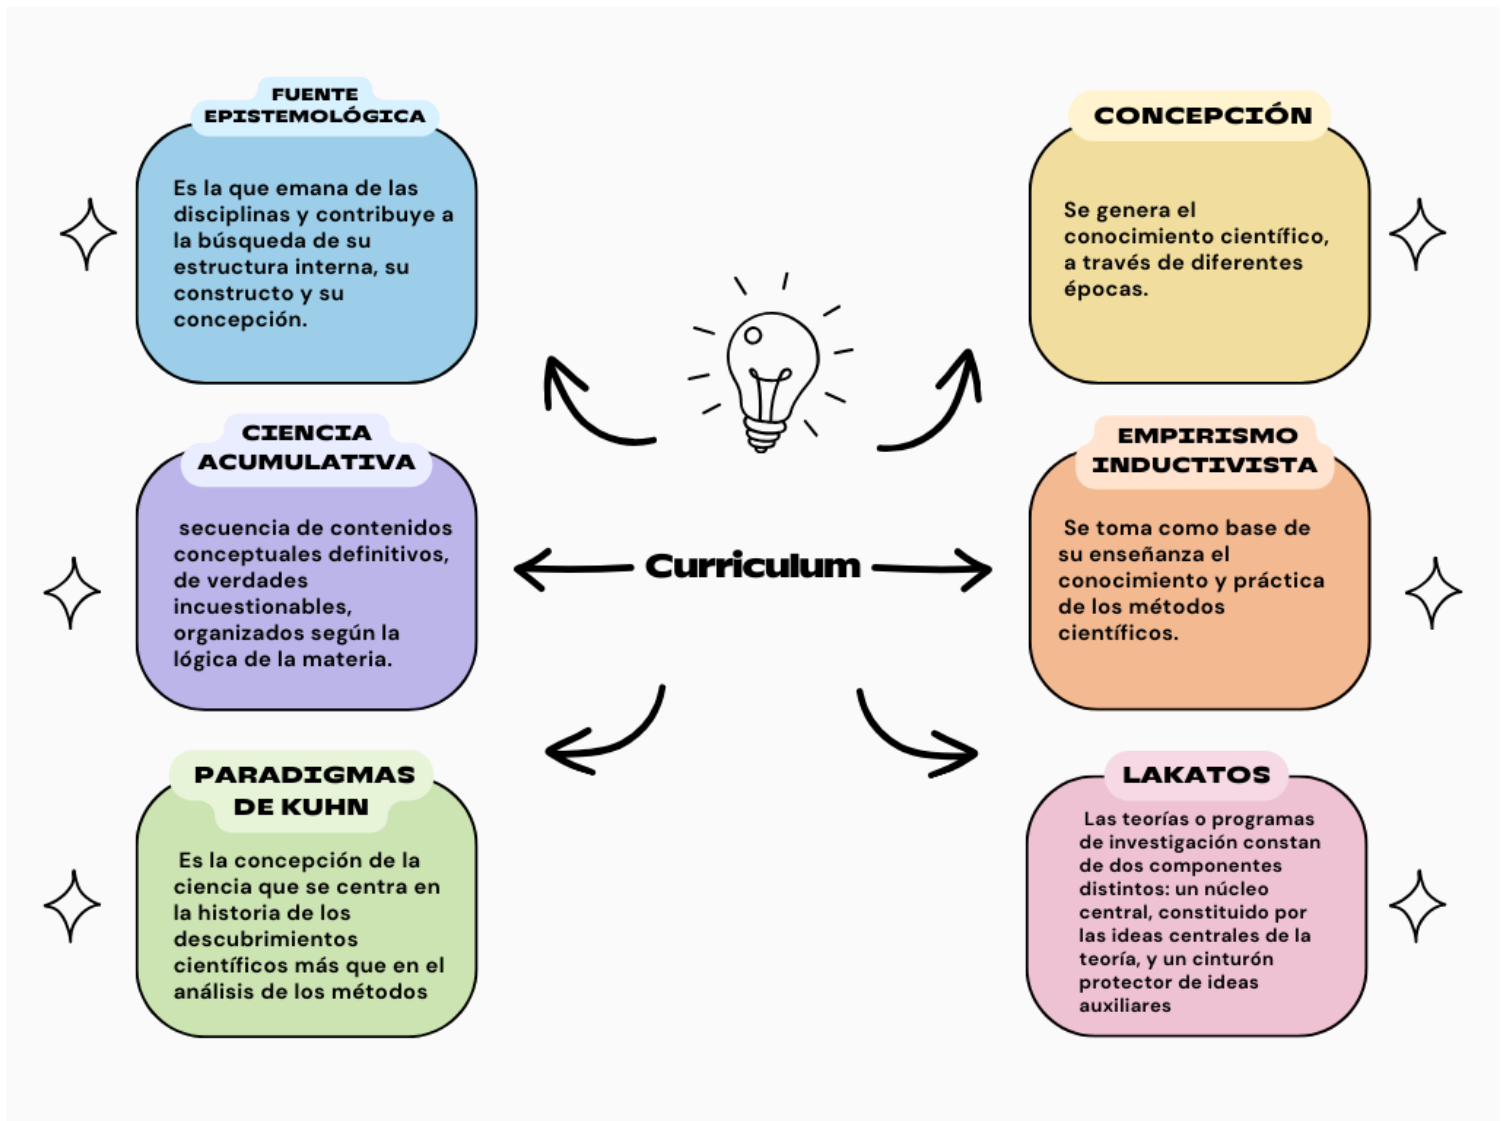 FUENTE
EPISTEMOLÓGICA
Es la que emana de las
disciplinas y contribuye a
la búsqueda de su
estructura interna, su
constructo y su
concepción.
CONCEPCIÓN
Se genera el
conocimiento científico,
a través de diferentes
épocas.
CIENCIA
ACUMULATIVA
secuencia de contenidos
conceptuales definitivos,
de verdades
incuestionables,
organizados según la
lógica de la materia.
Curriculum
EMPIRISMO
INDUCTIVISTA
Se toma como base de
su enseñanza el
conocimiento y práctica
de los métodos
científicos.
PARADIGMAS
DE KUHN
Es la concepción de la
ciencia que se centra en
la historia de los
descubrimientos
científicos más que en el
análisis de los métodos
LAKATOS
Las teorías o programas
de investigación constan
de dos componentes
distintos: un núcleo
central, constituido por
las ideas centrales de la
teoría, y un cinturón
protector de ideas
auxiliares